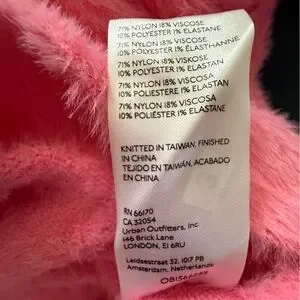 71% NYLON 18% VISCOSE
10% POLYESTER 1% ELASTANE
71% NYLON 18% VISCOSE
10% POLYESTER 1% ÉLASTHANNE
71% NYLON 18% VISKOSE
10% POLYESTER 1% ELASTAN
71% NYLON 18% VISCOSA
10% POLIESTERE 1% ELASTAN
71% NYLON 18% VISCOSA
10% POLIÉSTER 1% ELASTANE
KNITTED IN TAIWAN, FINISHED
IN CHINA
TEJIDO EN TAIWÁN, ACABADO
EN CHINA
RN 66170
CA 32054
Urban Outfitters, Inc.
146 Brick Lane
LONDON, E1 6RU
Leidsestraat 32, 1017 PB
Amsterdam, Netherlands